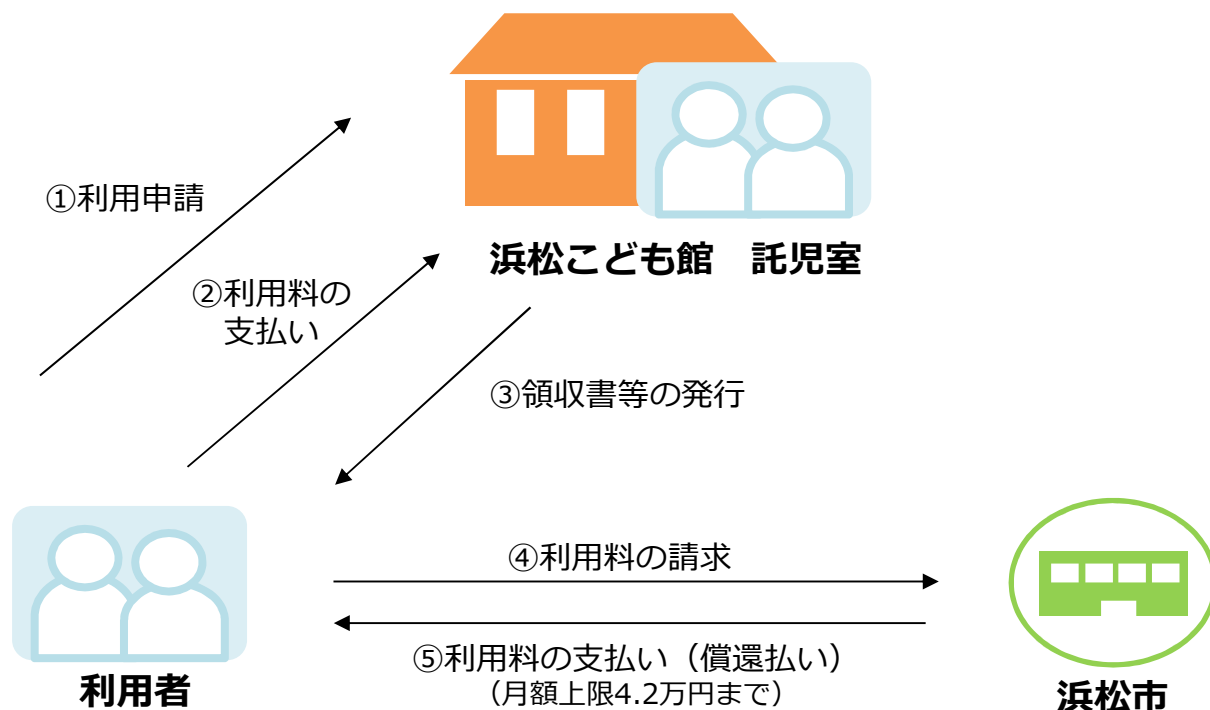 ①利用申請
②利用料の
支払い
浜松こども館　託児室
③領収書等の発行
④利用料の請求
⑤利用料の支払い（償還払い）
（月額上限4.2万円まで）
利用者
浜松市